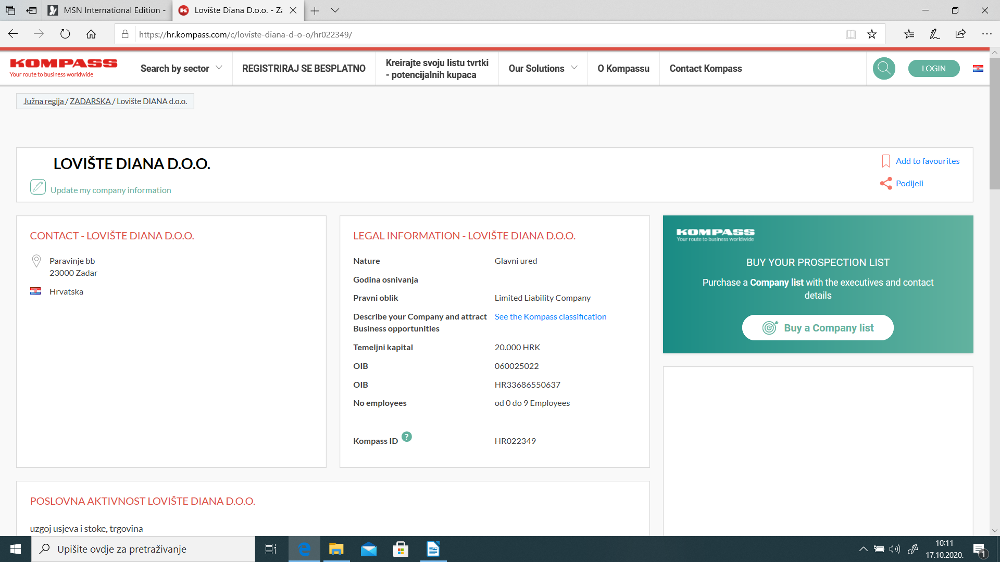 MSN International Edition -
Lovište Diana D.o.o. - Za
https://hr.kompass.com/c/loviste-diana-d-o-o/hr022349/
KOMPASS
Your route to business worldwide
Search by sector
REGISTRIRAJ SE BESPLATNO
Kreirajte svoju listu tvrtki
- potencijalnih kupaca
Our Solutions
O Kompassu
Contact Kompass
LOGIN
Južna regija / ZADARSKA / Lovište DIANA d.o.o.
LOVIŠTE DIANA D.O.O.
Update my company information
Add to favourites
Podijeli
CONTACT - LOVIŠTE DIANA D.O.O.
Paravinje bb
23000 Zadar
Hrvatska
LEGAL INFORMATION - LOVIŠTE DIANA D.O.O.
Nature Glavni ured
Godina osnivanja
Pravni oblik Limited Liability Company
Describe your Company and attract See the Kompass classification
Business opportunities
Temeljni kapital 20.000 HRK
OIB 060025022
OIB HR33686550637
No employees od 0 do 9 Employees
Kompass ID ? HR022349
KOMPASS
Your route to business worldwide
BUY YOUR PROSPECTION LIST
Purchase a Company list with the executives and contact
details
Buy a Company list
POSLOVNA AKTIVNOST LOVIŠTE DIANA D.O.O.
uzgoj usjeva i stoke, trgovina
Upišite ovdje za pretraživanje
10:11
17.10.2020.
1